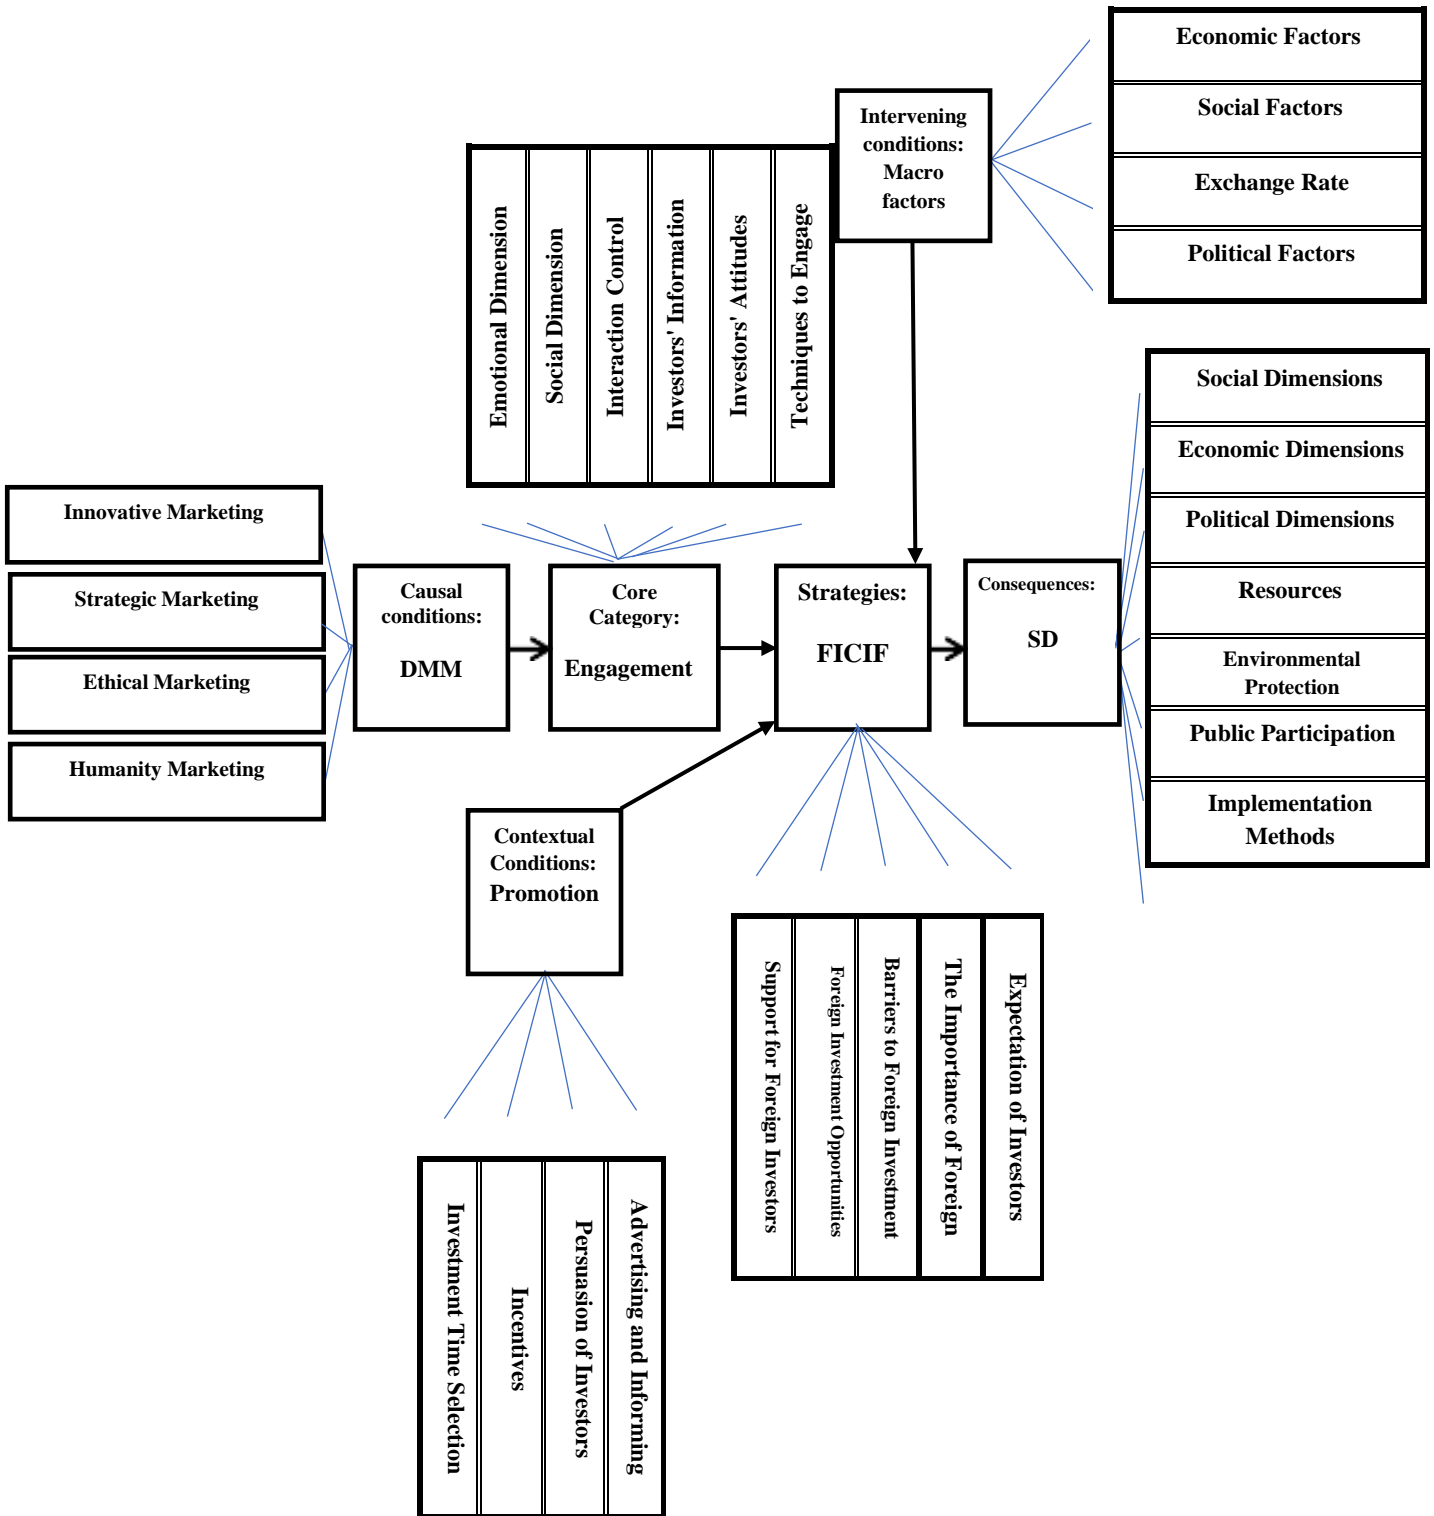 Economic Factors
Social Factors
Exchange Rate
Political Factors
Intervening
conditions:
Macro
factors
Emotional Dimension
Social Dimension
Interaction Control
Investors' Information
Investors' Attitudes
Techniques to Engage
Social Dimensions
Economic Dimensions
Political Dimensions
Resources
Environmental
Protection
Public Participation
Implementation
Methods
Innovative Marketing
Strategic Marketing
Ethical Marketing
Humanity Marketing
Causal
conditions:
DMM
Core
Category:
Engagement
Strategies:
FICIF
Consequences:
SD
Contextual
Conditions:
Promotion
Support for Foreign Investors
Foreign Investment Opportunities
Barriers to Foreign Investment
The Importance of Foreign
Expectation of Investors
Investment Time Selection
Incentives
Persuasion of Investors
Advertising and Informing